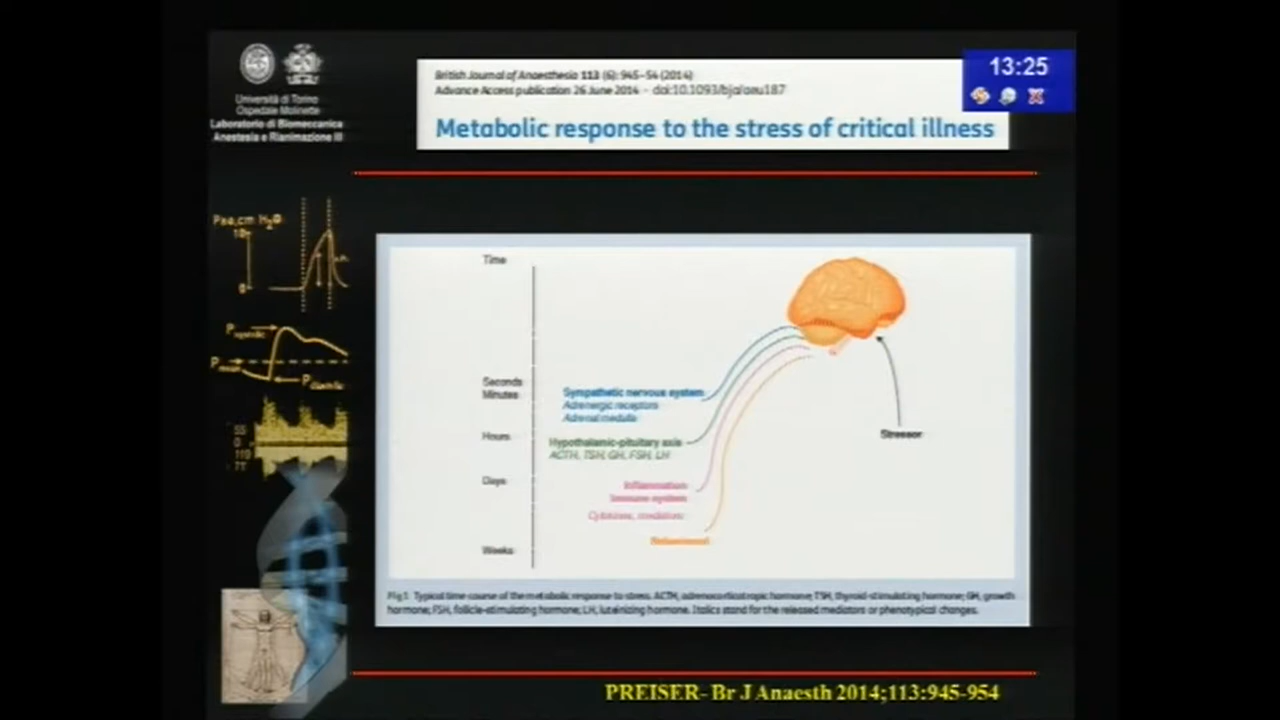 Università di Torino
Ospedale Molinette
Laboratorio di Biomeccanica
Anestesia e Rianimazione III
British Journal of Anaesthesia 113 (6): 945–54 (2014)
Advance Access publication 26 June 2014 · doi:10.1093/bja/aeu187
13:25
Metabolic response to the stress of critical illness
Time
Seconds
Minutes
Hours
Days
Weeks
Sympathetic nervous system
Adrenergic receptors
Adrenal medulla
Hypothalamic-pituitary axis
ACTH, TSH, GH, FSH, LH
Inflammation
Immune system
Cytokines, mediators
Behavioural
Stressor
Fig 1 Typical time course of the metabolic response to stress. ACTH, adrenocorticotropic hormone; TSH, thyroid-stimulating hormone; GH, growth
hormone; FSH, follicle-stimulating hormone; LH, luteinizing hormone. Italics stand for the released mediators or phenotypical changes.
PREISER- Br J Anaesth 2014;113:945-954